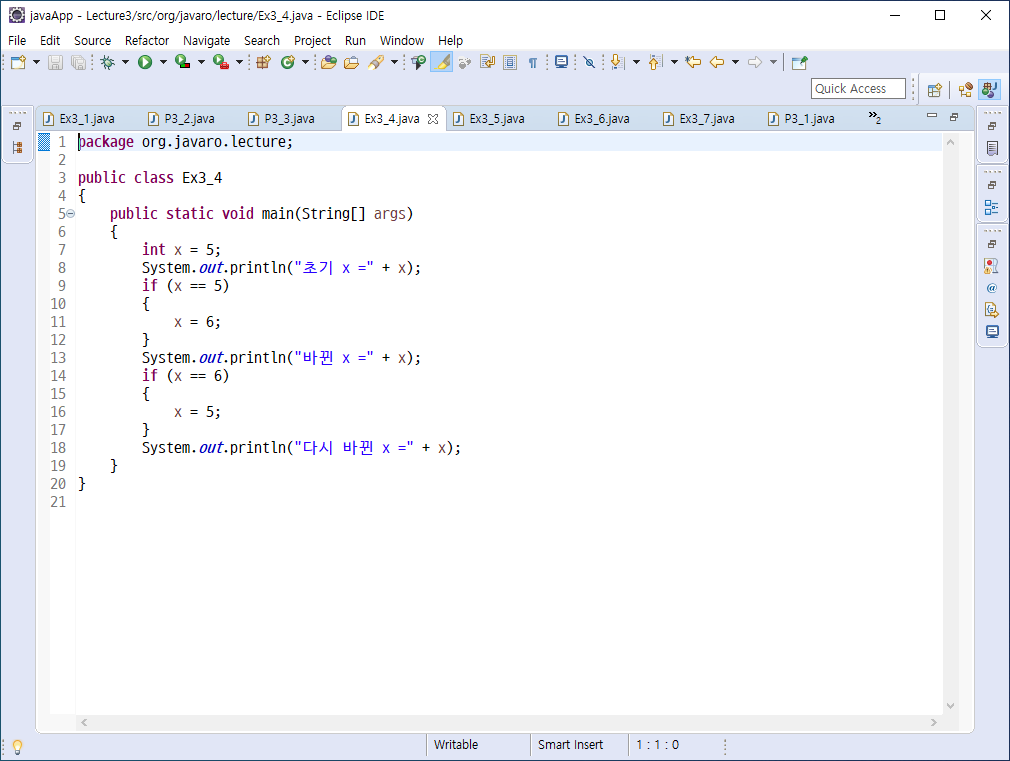 javaApp - Lecture3/src/org/javaro/lecture/Ex3_4.java - Eclipse IDE
File Edit Source Refactor Navigate Search Project Run Window Help
Quick Access
Ex3_1.java P3_2.java P3_3.java Ex3_4.java Ex3_5.java Ex3_6.java Ex3_7.java P3_1.java »2
1 package org.javaro.lecture;
2
3 public class Ex3_4
4 {
5 public static void main(String[] args)
6 {
7 int x = 5;
8 System.out.println("초기 x =" + x);
9 if (x == 5)
10 {
11 x = 6;
12 }
13 System.out.println("바뀐 x =" + x);
14 if (x == 6)
15 {
16 x = 5;
17 }
18 System.out.println("다시 바뀐 x =" + x);
19 }
20 }
21
Writable Smart Insert 1 : 1 : 0